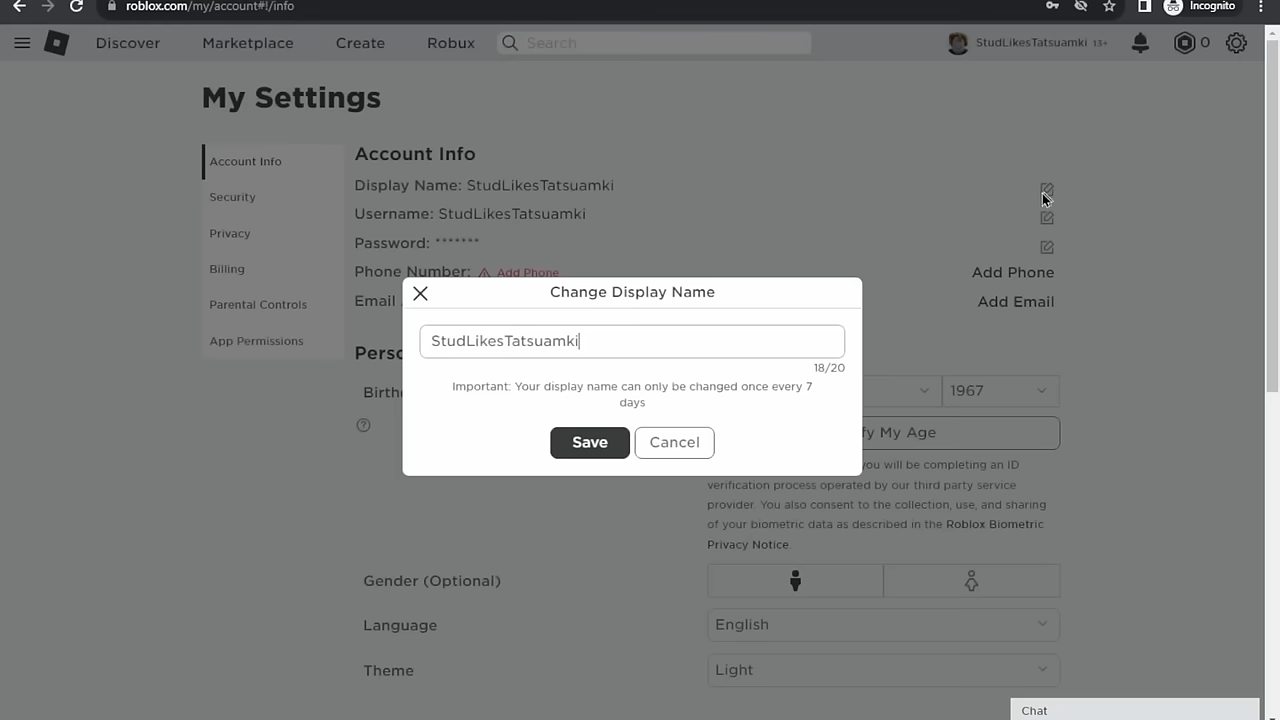 roblox.com/my/account#!/info
Incognito
Discover
Marketplace
Create
Robux
Search
StudLikesTatsuamki 13+
0
My Settings
Account Info
Security
Privacy
Billing
Parental Controls
App Permissions
Account Info
Display Name: StudLikesTatsuamki
Username: StudLikesTatsuamki
Password: *******
Phone Number: Add Phone
Add Phone
Email
Add Email
Change Display Name
StudLikesTatsuamki
18/20
Important: Your display name can only be changed once every 7
days
Save
Cancel
Perso
Birth
1967
fy My Age
you will be completing an ID
verification process operated by our third party service
provider. You also consent to the collection, use, and sharing
of your biometric data as described in the Roblox Biometric
Privacy Notice.
Gender (Optional)
Language
English
Theme
Light
Chat